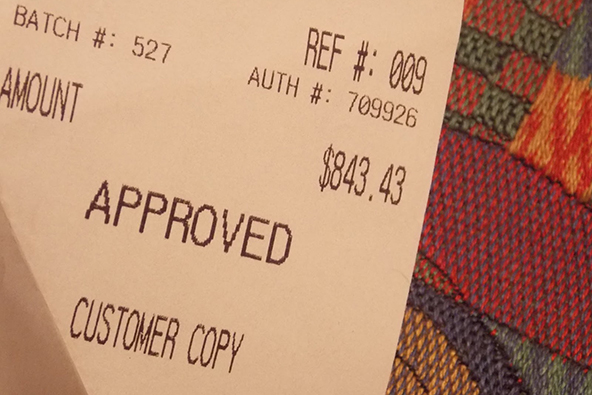 BATCH #: 527
REF #: 009
AUTH #: 709926
AMOUNT
$843.43
APPROVED
CUSTOMER COPY